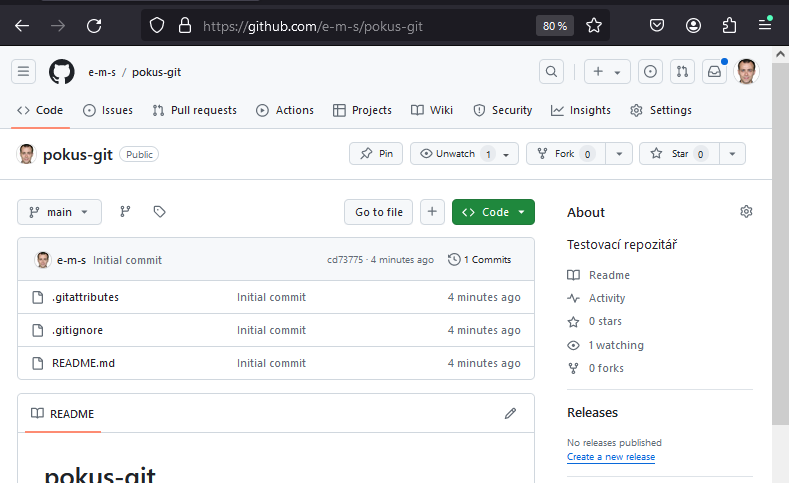 https://github.com/e-m-s/pokus-git 80 %
e-m-s / pokus-git
Code Issues Pull requests Actions Projects Wiki Security Insights Settings
pokus-git Public Pin Unwatch 1 Fork 0 Star 0
main Go to file Code
e-m-s Initial commit cd73775 · 4 minutes ago 1 Commits
.gitattributes Initial commit 4 minutes ago
.gitignore Initial commit 4 minutes ago
README.md Initial commit 4 minutes ago
README
pokus-git
About
Testovací repozitář
Readme
Activity
0 stars
1 watching
0 forks
Releases
No releases published
Create a new release